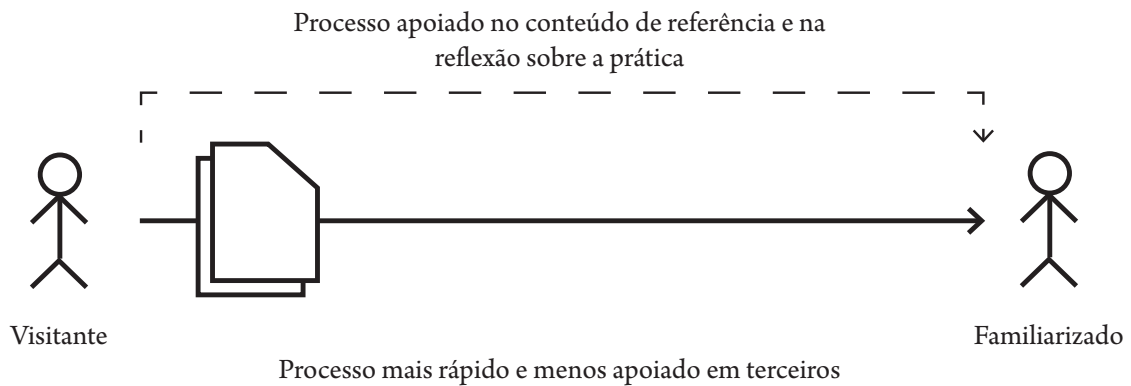 Processo apoiado no conteúdo de referência e na
reflexão sobre a prática
Visitante
Familiarizado
Processo mais rápido e menos apoiado em terceiros